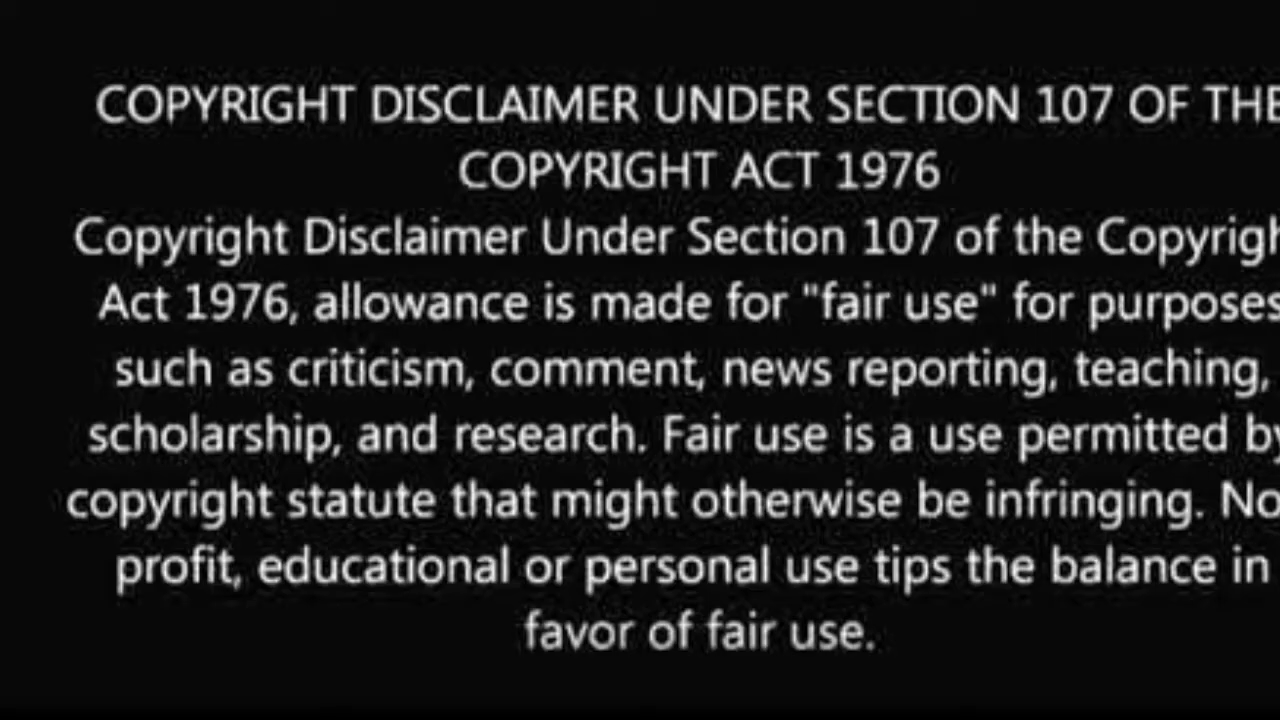 COPYRIGHT DISCLAIMER UNDER SECTION 107 OF THE
COPYRIGHT ACT 1976
Copyright Disclaimer Under Section 107 of the Copyrigh
Act 1976, allowance is made for "fair use" for purposes
such as criticism, comment, news reporting, teaching,
scholarship, and research. Fair use is a use permitted by
copyright statute that might otherwise be infringing. No
profit, educational or personal use tips the balance in
favor of fair use.